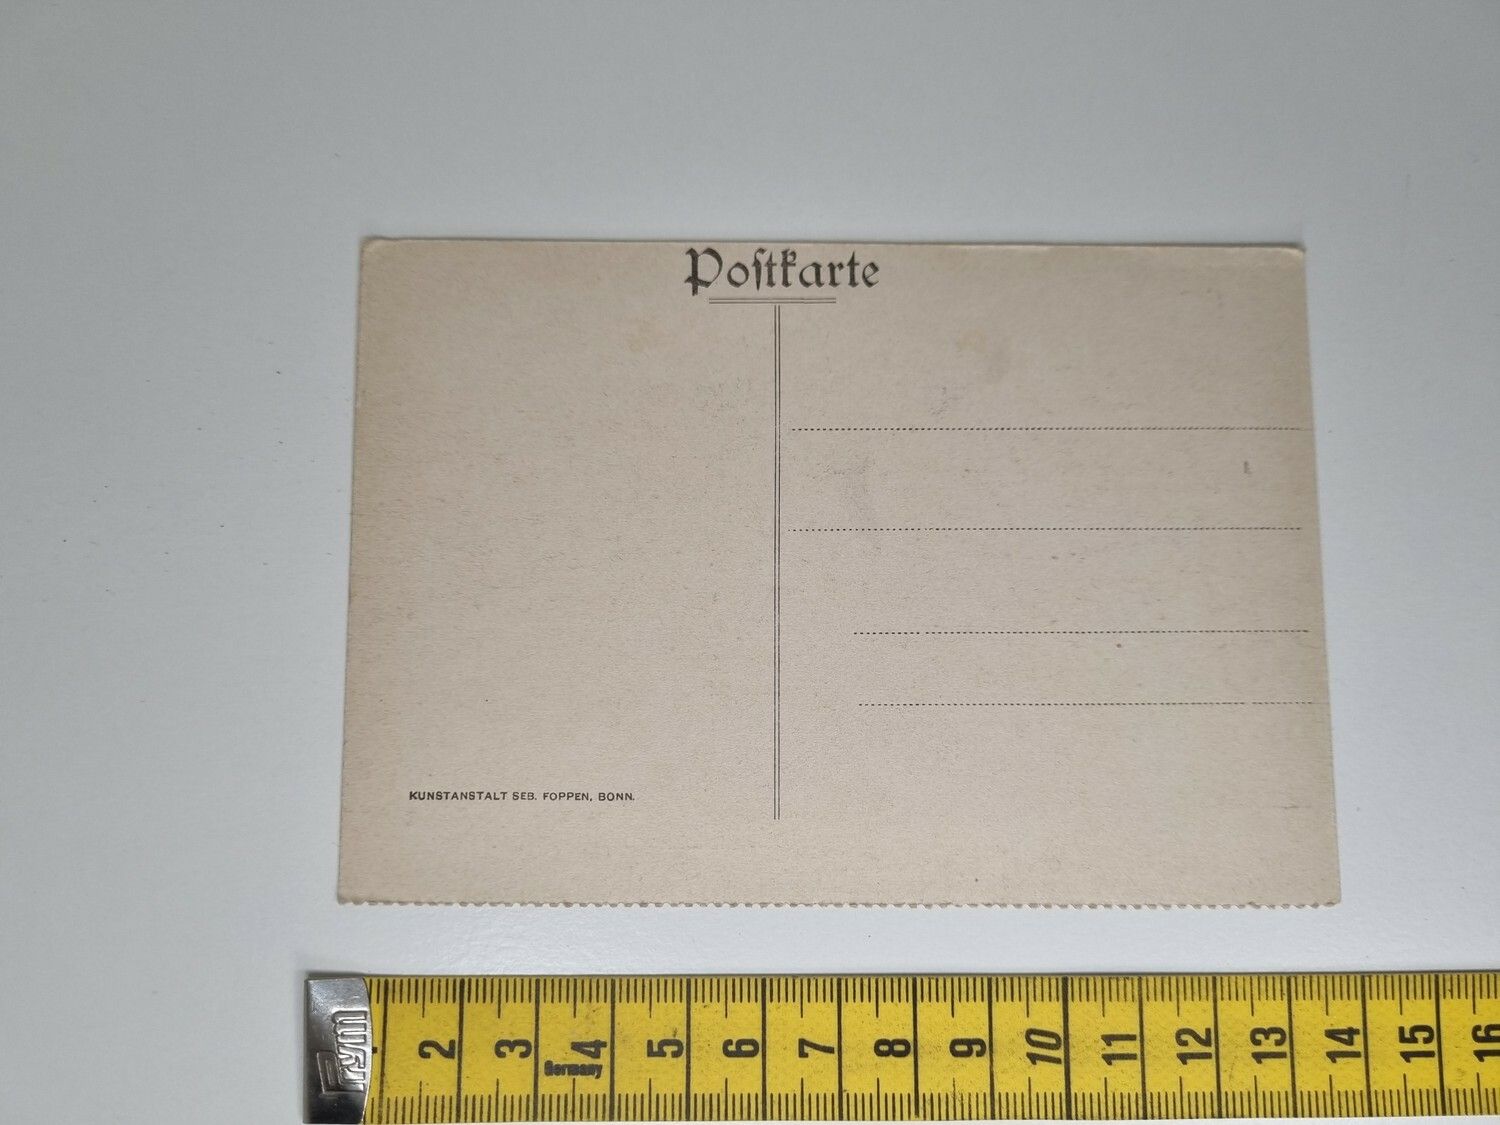 Poſtkarte
KUNSTANSTALT SEB. FOPPEN, BONN.
Prym 2 3 4 5 6 7 8 9 10 11 12 13 14 15 16
Germany